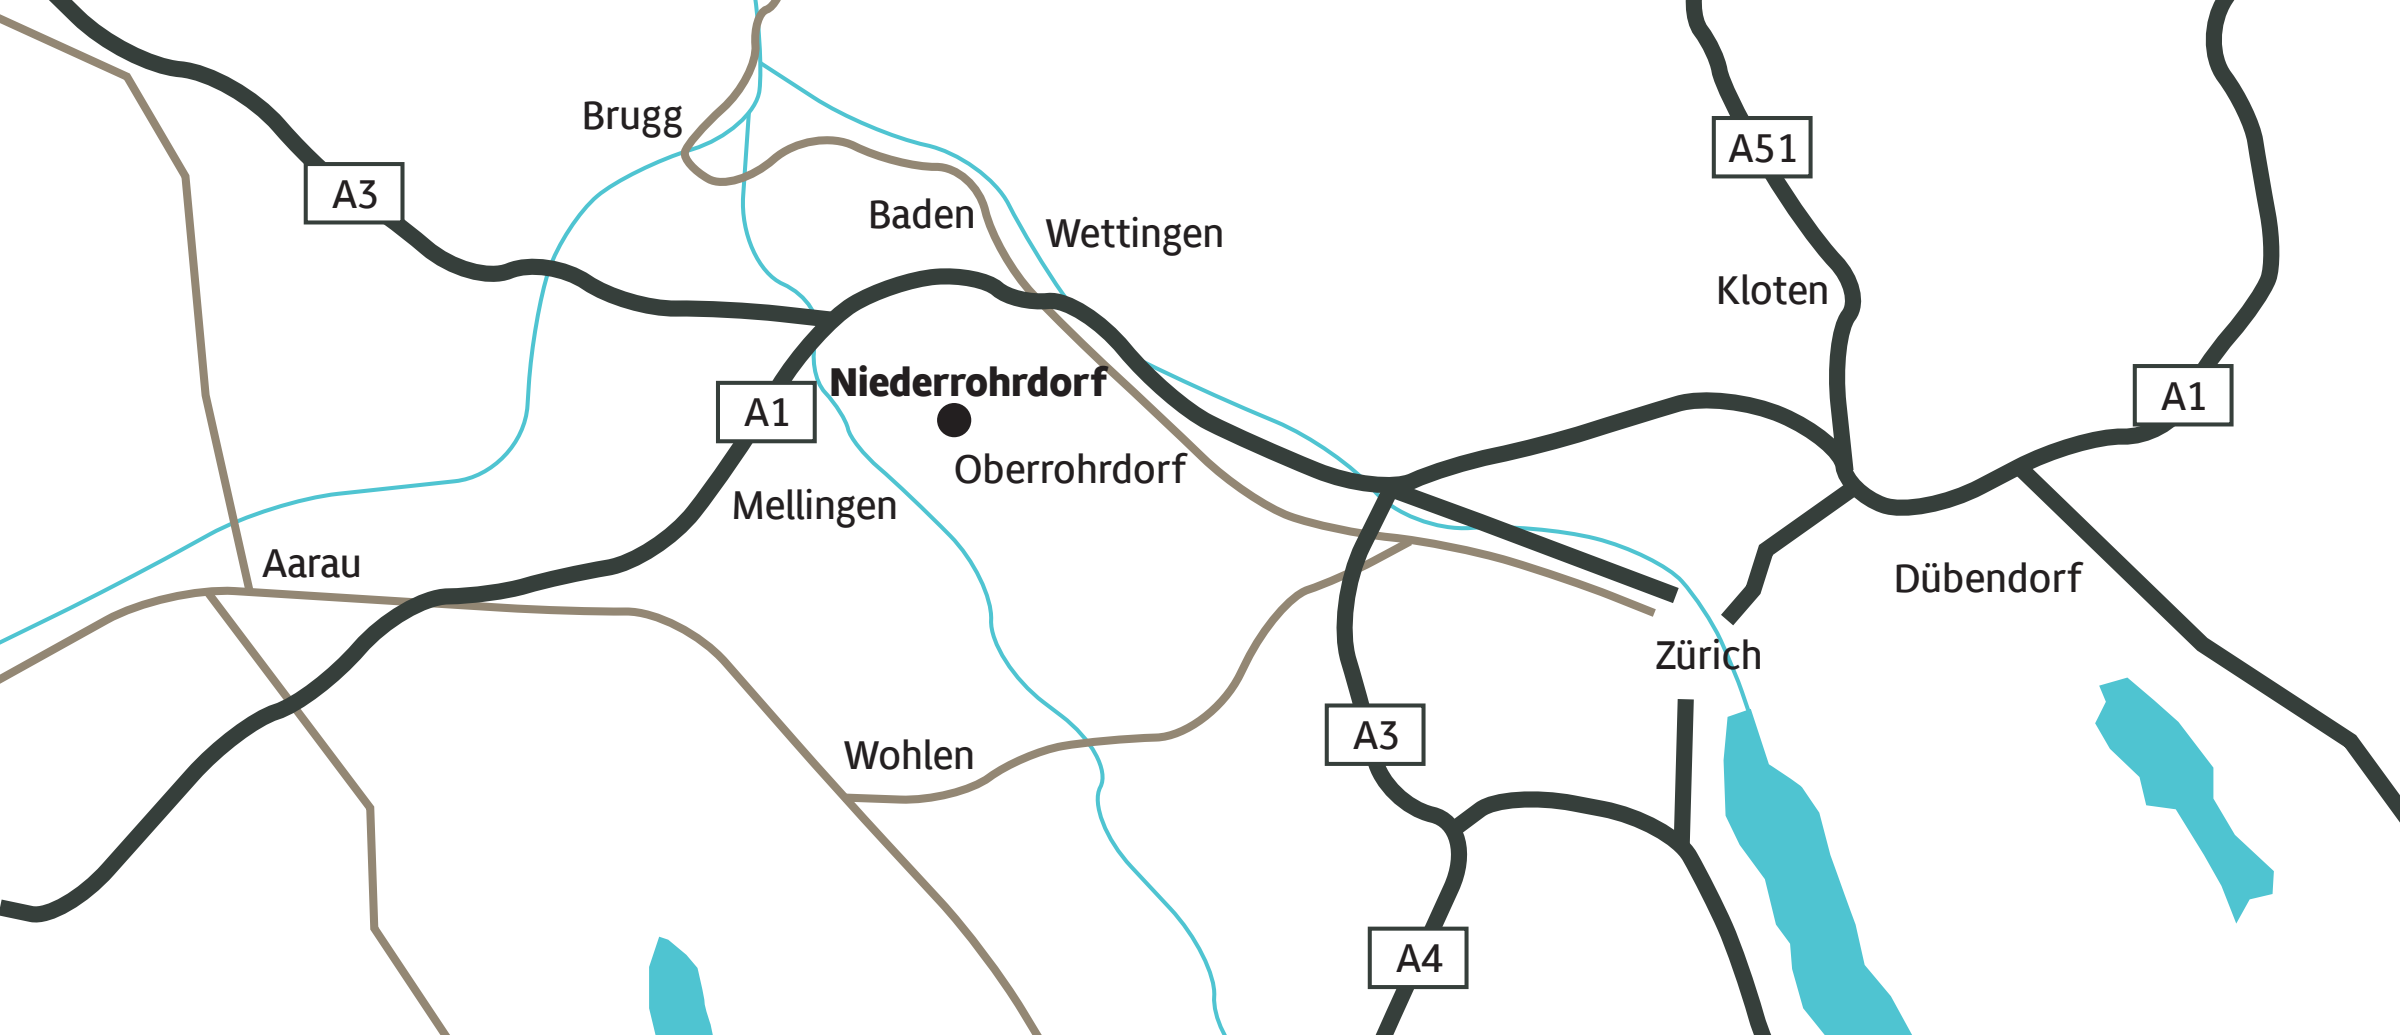 Brugg
A51
A3
Baden
Wettingen
Kloten
Niederrohrdorf
A1
A1
Oberrohrdorf
Mellingen
Aarau
Dübendorf
Zürich
A3
Wohlen
A4